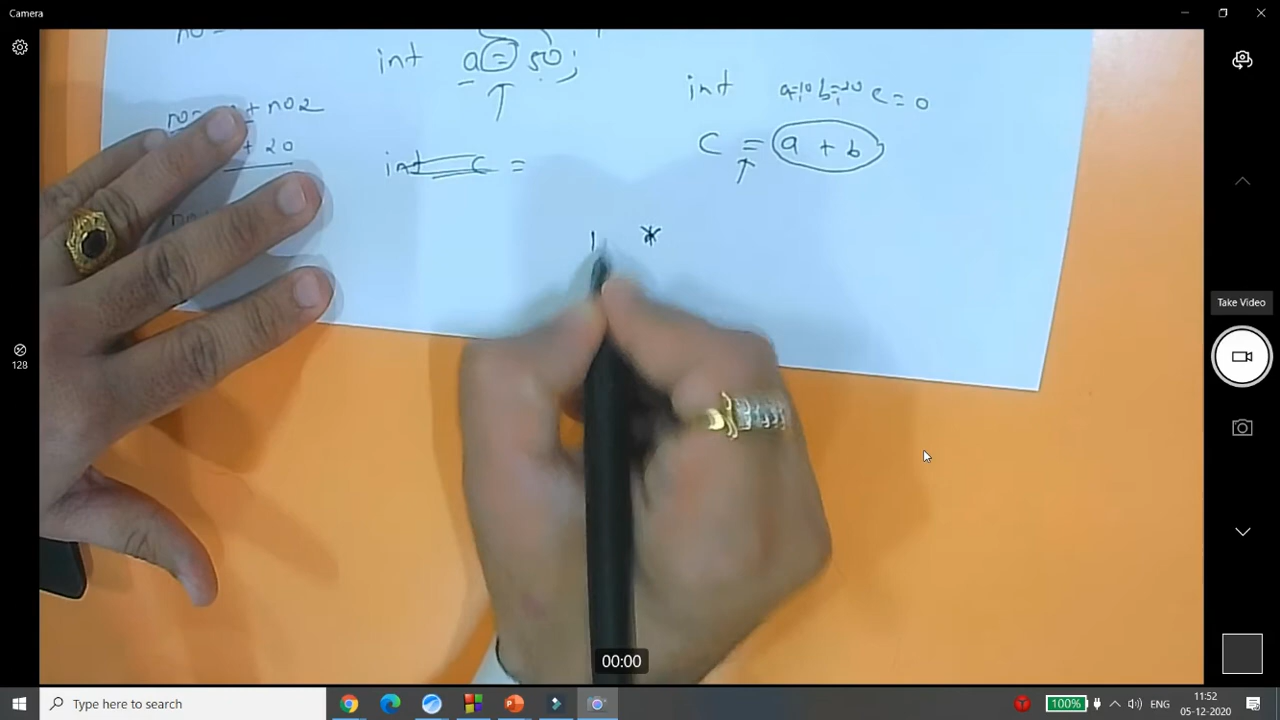 Camera
int a = 50;
int a=10, b=20 c = 0
+ no2
+ 20
int c =
C = a + b
*
Take Video
128
00:00
Type here to search
100%
ENG
11:52
05-12-2020